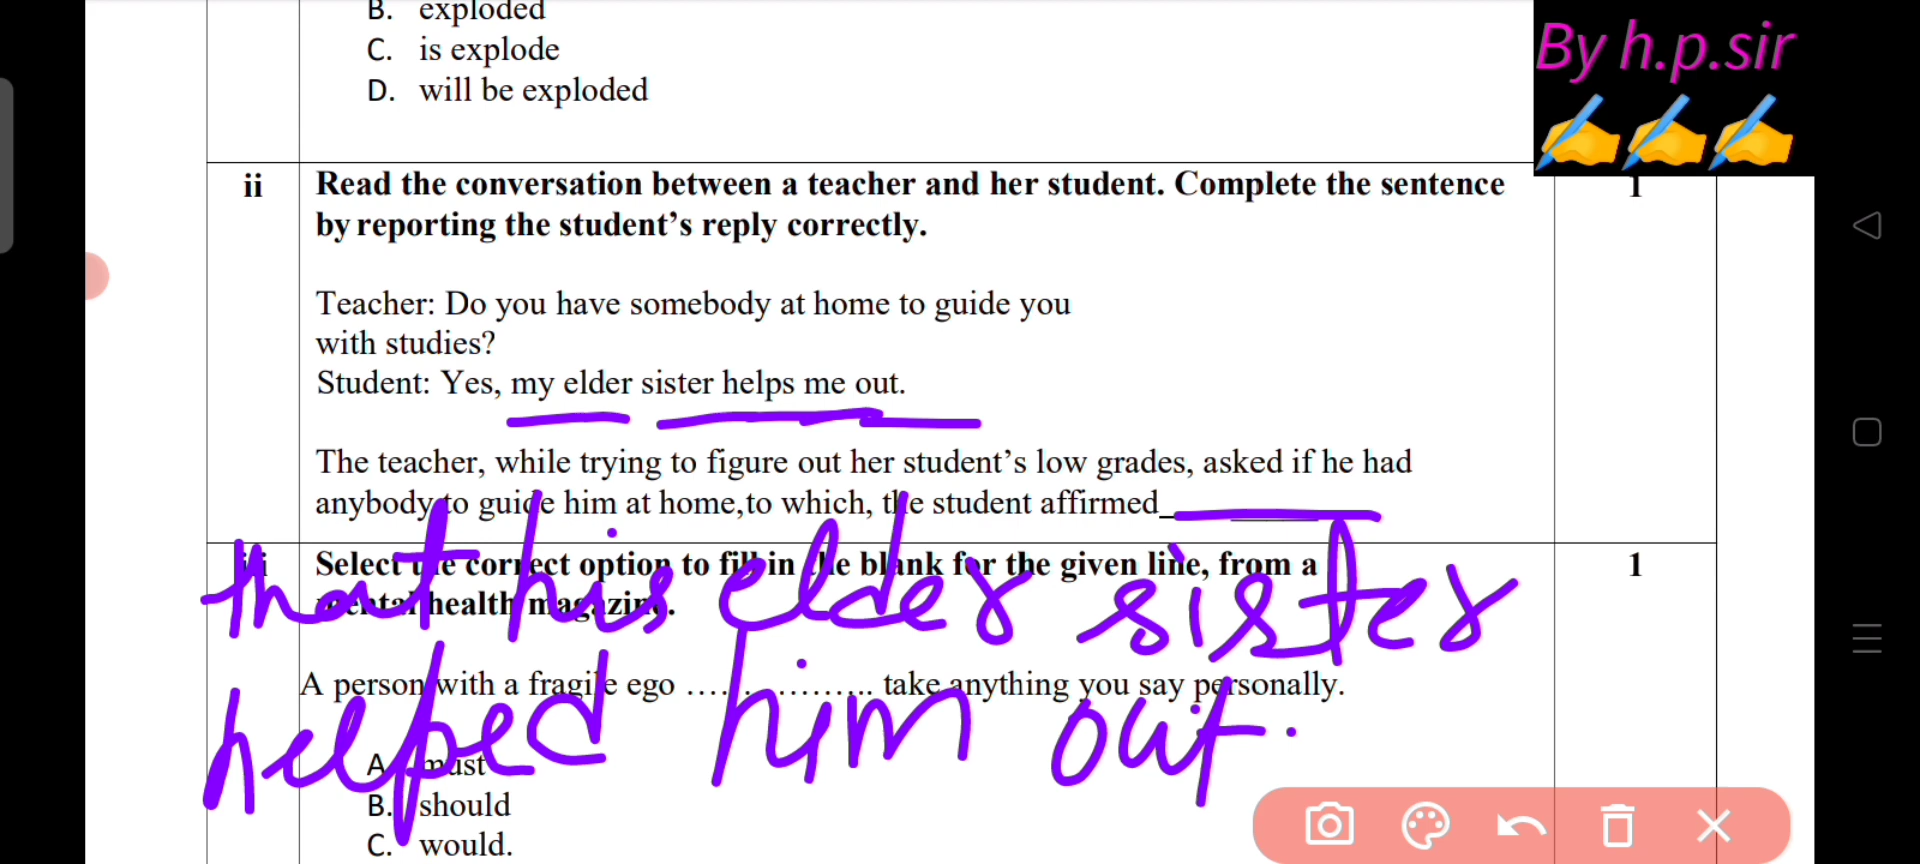 B. exploded
C. is explode
D. will be exploded
By h.p.sir
ii Read the conversation between a teacher and her student. Complete the sentence 1
by reporting the student’s reply correctly.
Teacher: Do you have somebody at home to guide you
with studies?
Student: Yes, my elder sister helps me out.
The teacher, while trying to figure out her student’s low grades, asked if he had
anybody to guide him at home,to which, the student affirmed_
iii Select the correct option to fill in the blank for the given line, from a 1
mental health magazine.
that his elder sister
A person with a fragile ego ................. take anything you say personally.
helped him out.
A. must
B. should
C. would.